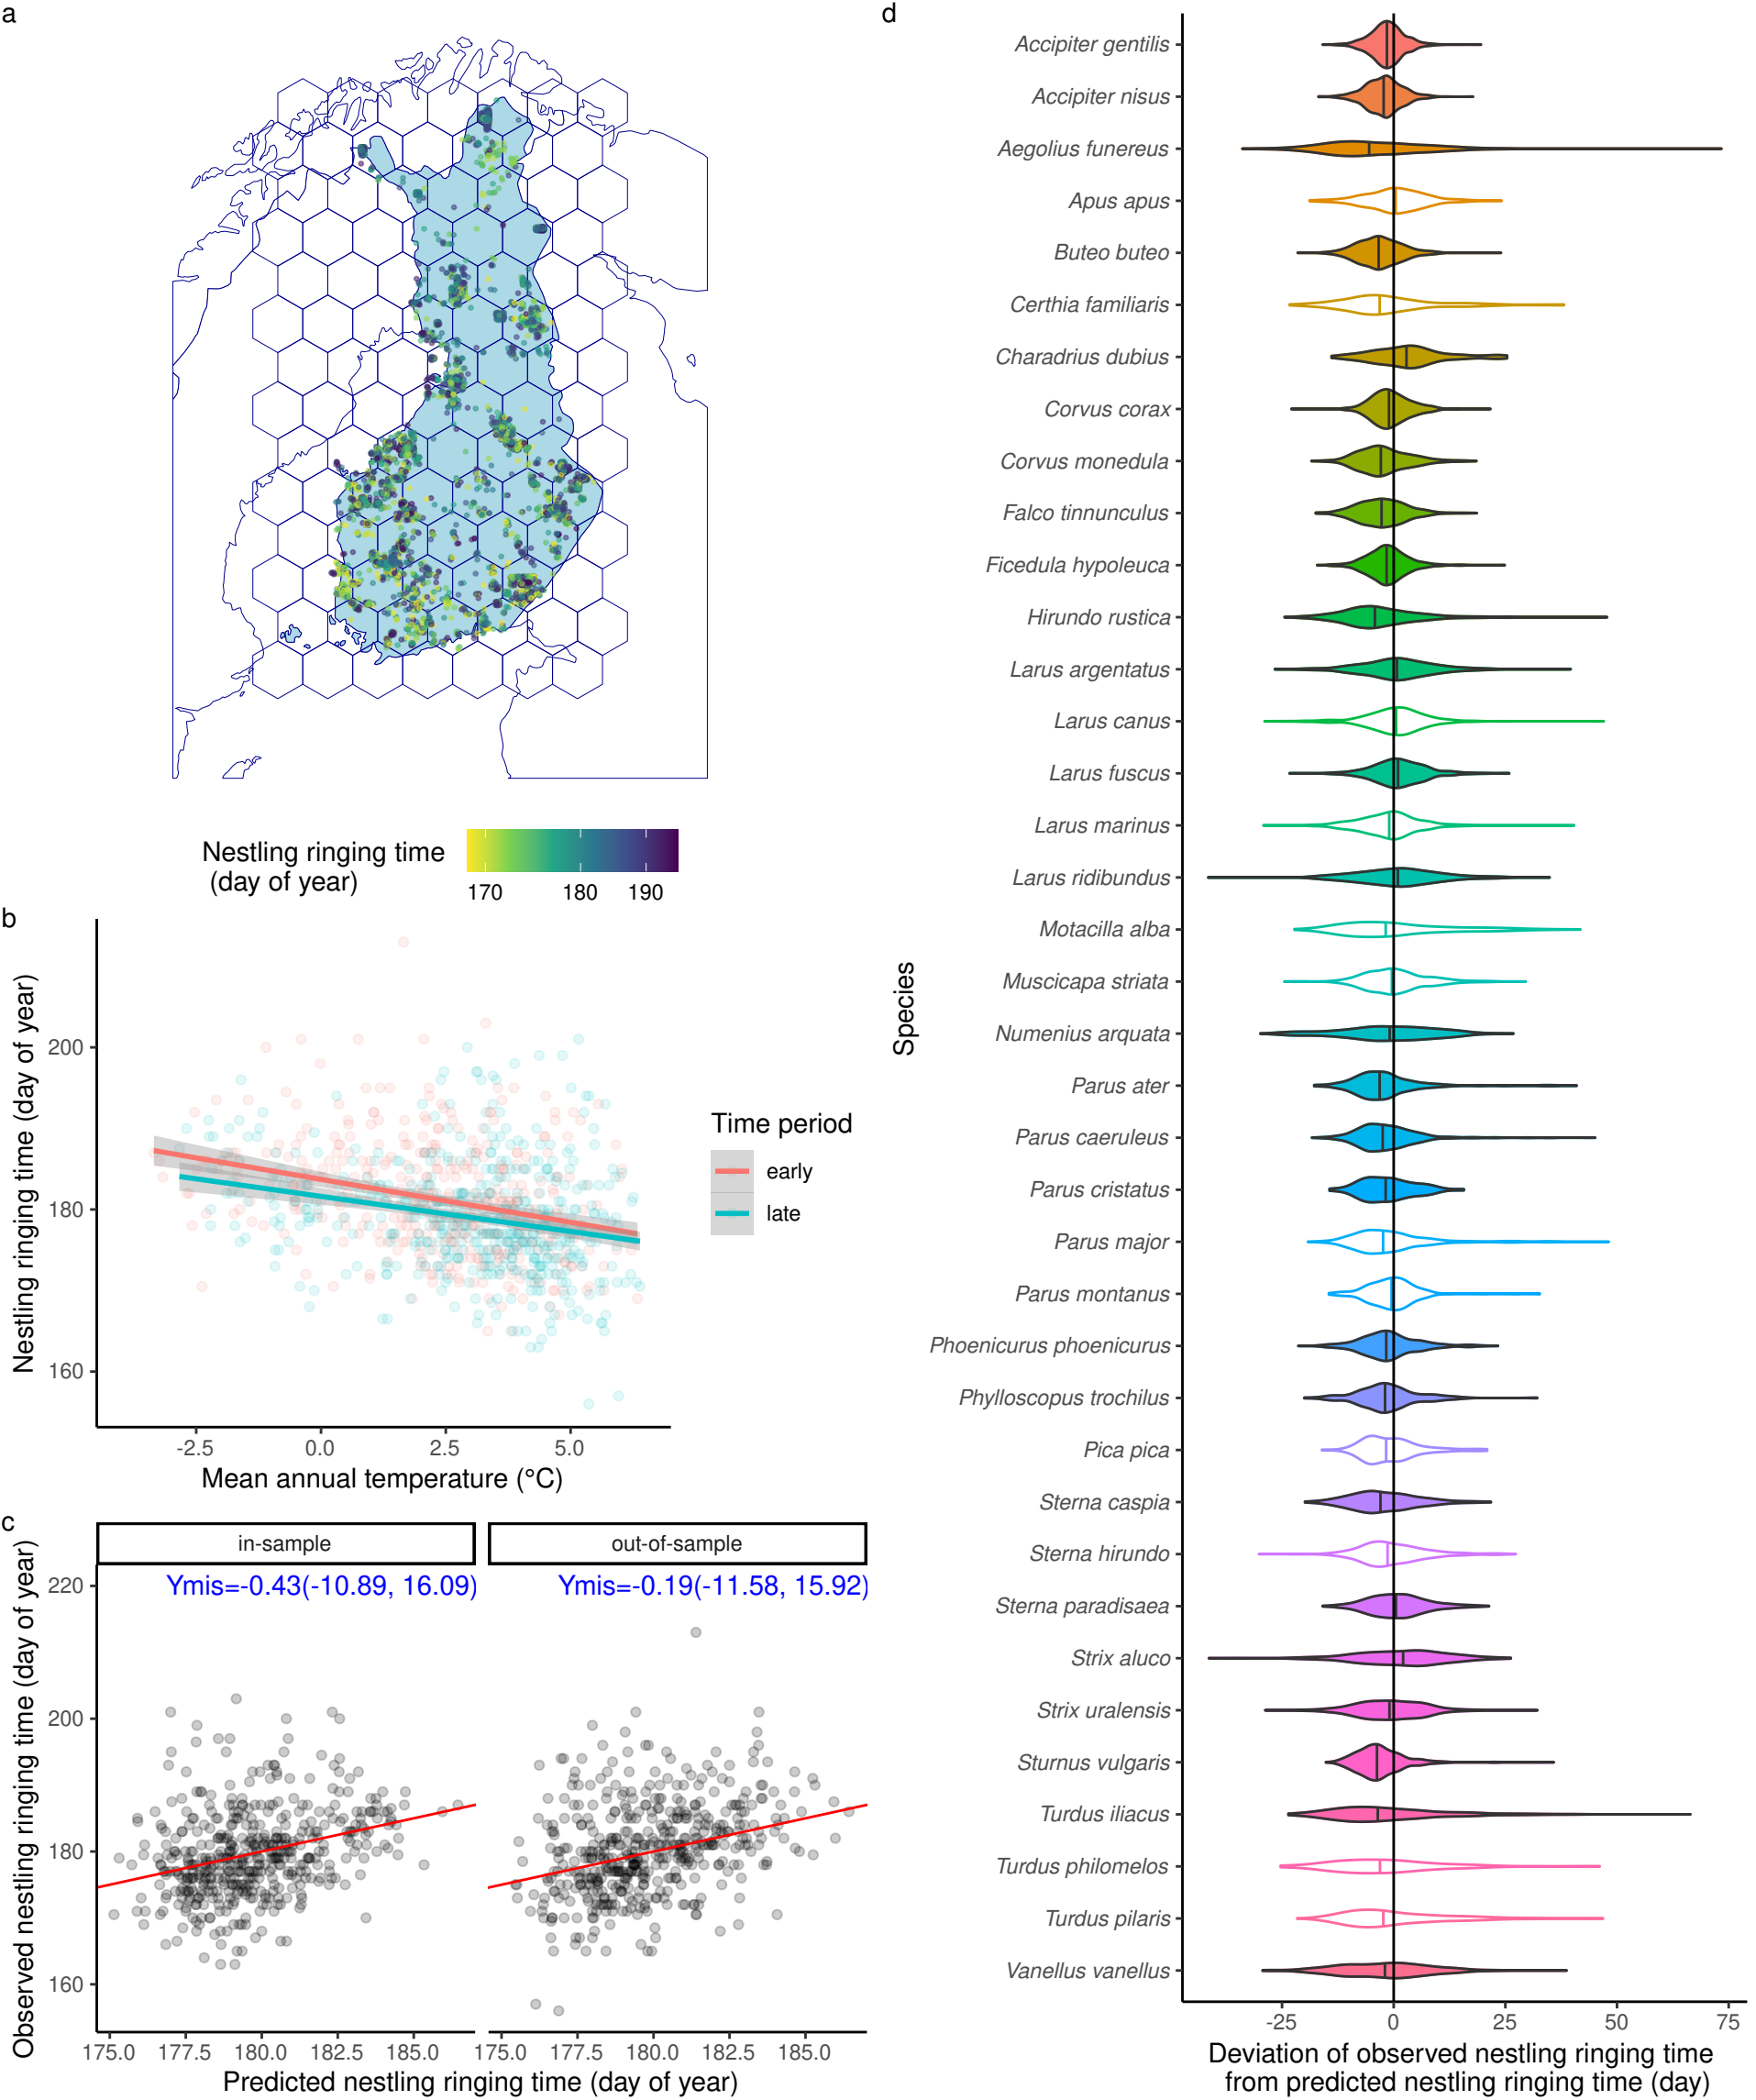 a
Nestling ringing time
(day of year)
170 180 190
b
Nestling ringing time (day of year)
200
180
160
-2.5 0.0 2.5 5.0
Mean annual temperature (°C)
Time period
early
late
c
in-sample
out-of-sample
Ymis=-0.43(-10.89, 16.09)
Ymis=-0.19(-11.58, 15.92)
Observed nestling ringing time (day of year)
220
200
180
160
175.0 177.5 180.0 182.5 185.0
175.0 177.5 180.0 182.5 185.0
Predicted nestling ringing time (day of year)
d
Species
Accipiter gentilis
Accipiter nisus
Aegolius funereus
Apus apus
Buteo buteo
Certhia familiaris
Charadrius dubius
Corvus corax
Corvus monedula
Falco tinnunculus
Ficedula hypoleuca
Hirundo rustica
Larus argentatus
Larus canus
Larus fuscus
Larus marinus
Larus ridibundus
Motacilla alba
Muscicapa striata
Numenius arquata
Parus ater
Parus caeruleus
Parus cristatus
Parus major
Parus montanus
Phoenicurus phoenicurus
Phylloscopus trochilus
Pica pica
Sterna caspia
Sterna hirundo
Sterna paradisaea
Strix aluco
Strix uralensis
Sturnus vulgaris
Turdus iliacus
Turdus philomelos
Turdus pilaris
Vanellus vanellus
-25 0 25 50 75
Deviation of observed nestling ringing time
from predicted nestling ringing time (day)